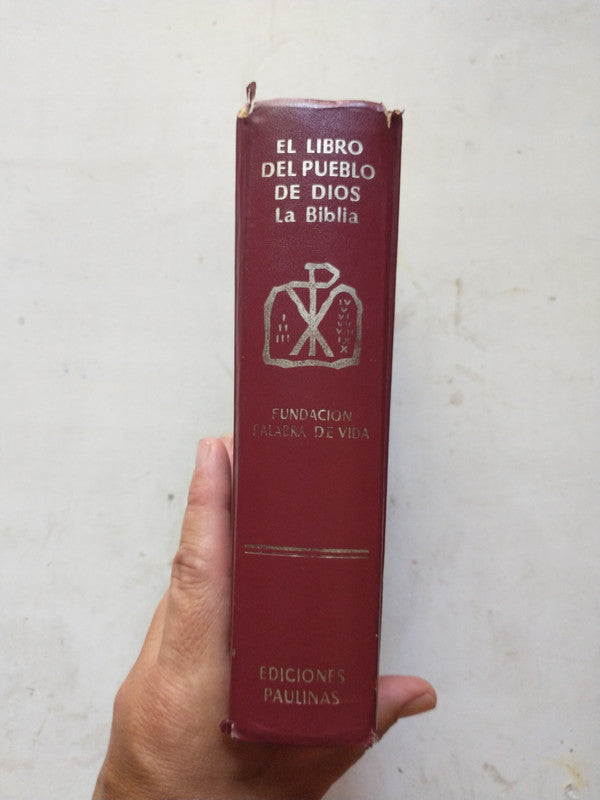 EL LIBRO
DEL PUEBLO
DE DIOS
La Biblia
FUNDACION
PALABRA DE VIDA
EDICIONES
PAULINAS